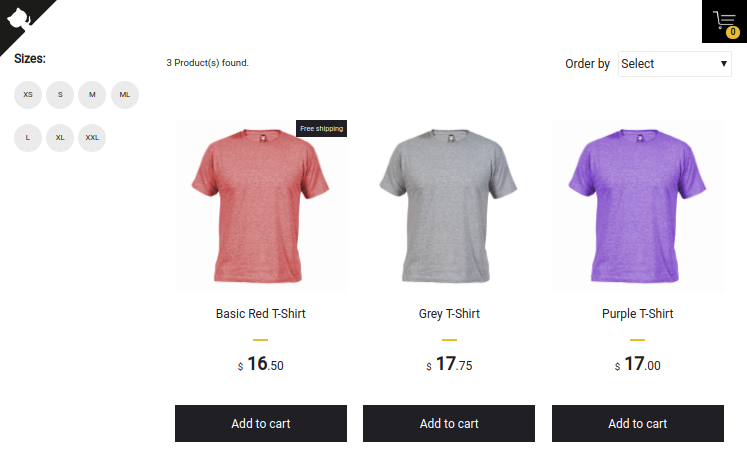 0
Sizes:
3 Product(s) found.
Order by Select
XS S M ML
L XL XXL
Free shipping
Basic Red T-Shirt
Grey T-Shirt
Purple T-Shirt
$ 16.50
$ 17.75
$ 17.00
Add to cart
Add to cart
Add to cart